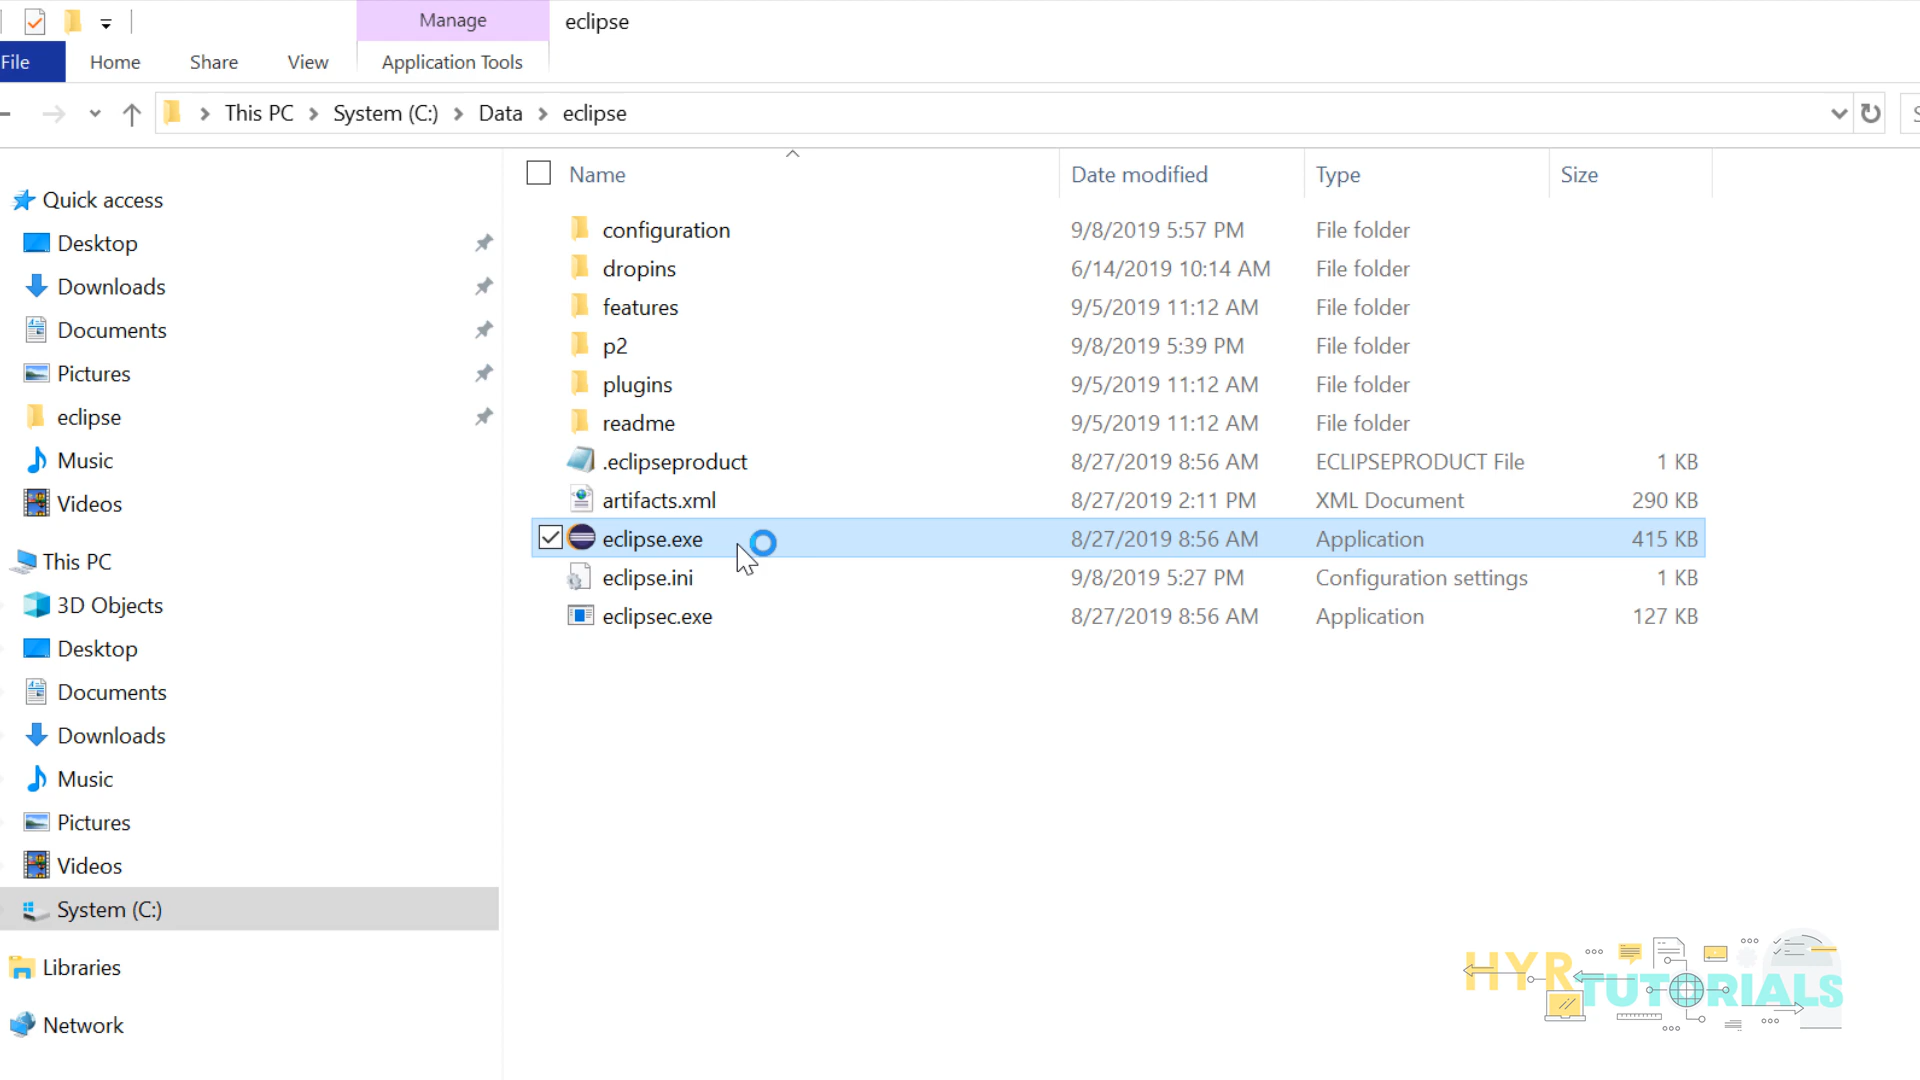 Manage
eclipse
File
Home
Share
View
Application Tools
This PC > System (C:) > Data > eclipse
Name
Date modified
Type
Size
Quick access
Desktop
Downloads
Documents
Pictures
eclipse
Music
Videos
This PC
3D Objects
Desktop
Documents
Downloads
Music
Pictures
Videos
System (C:)
Libraries
Network
configuration 9/8/2019 5:57 PM File folder
dropins 6/14/2019 10:14 AM File folder
features 9/5/2019 11:12 AM File folder
p2 9/8/2019 5:39 PM File folder
plugins 9/5/2019 11:12 AM File folder
readme 9/5/2019 11:12 AM File folder
.eclipseproduct 8/27/2019 8:56 AM ECLIPSEPRODUCT File 1 KB
artifacts.xml 8/27/2019 2:11 PM XML Document 290 KB
eclipse.exe 8/27/2019 8:56 AM Application 415 KB
eclipse.ini 9/8/2019 5:27 PM Configuration settings 1 KB
eclipsec.exe 8/27/2019 8:56 AM Application 127 KB
HYR TUTORIALS